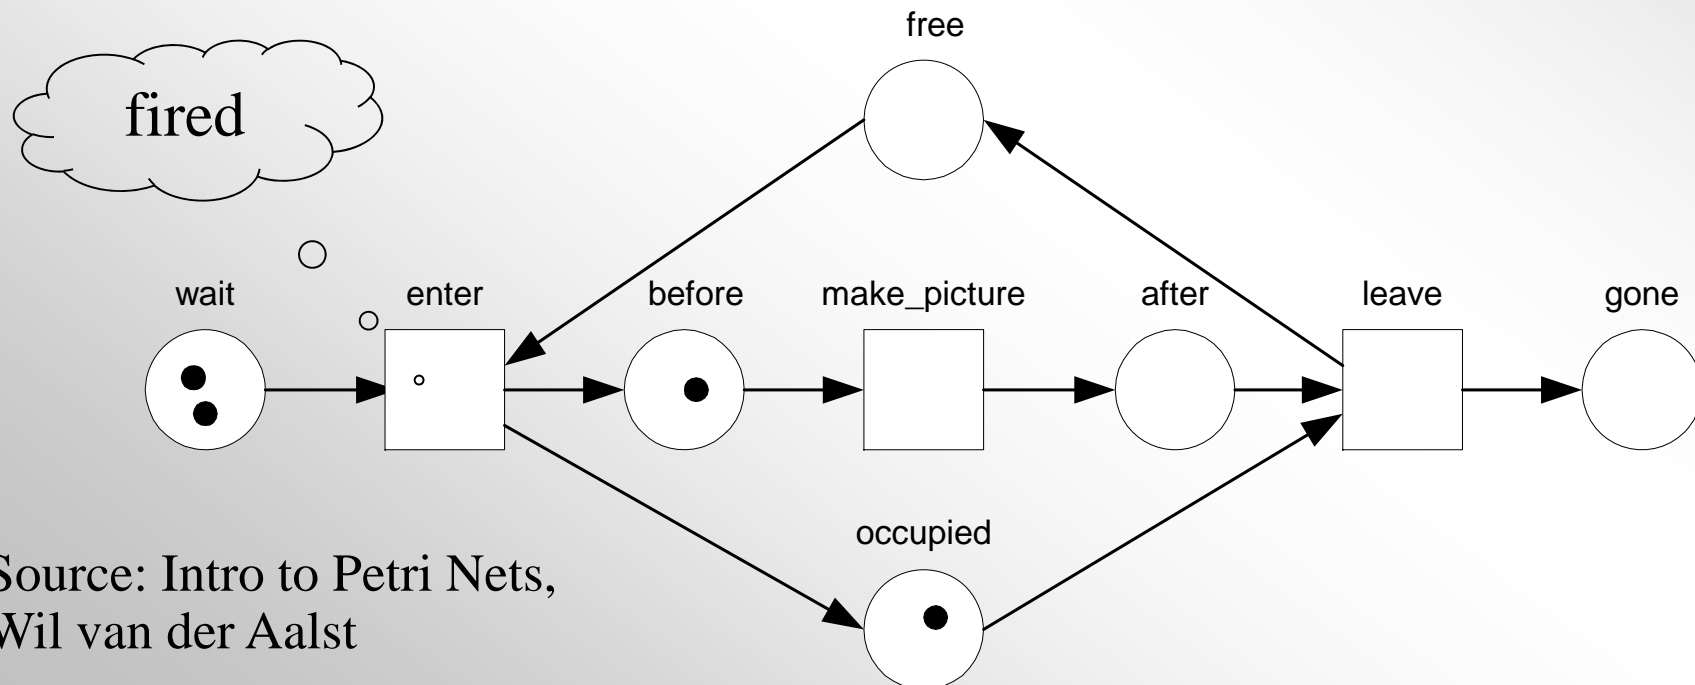 free
fired
wait
enter
before
make_picture
after
leave
gone
occupied
Source: Intro to Petri Nets,
Wil van der Aalst